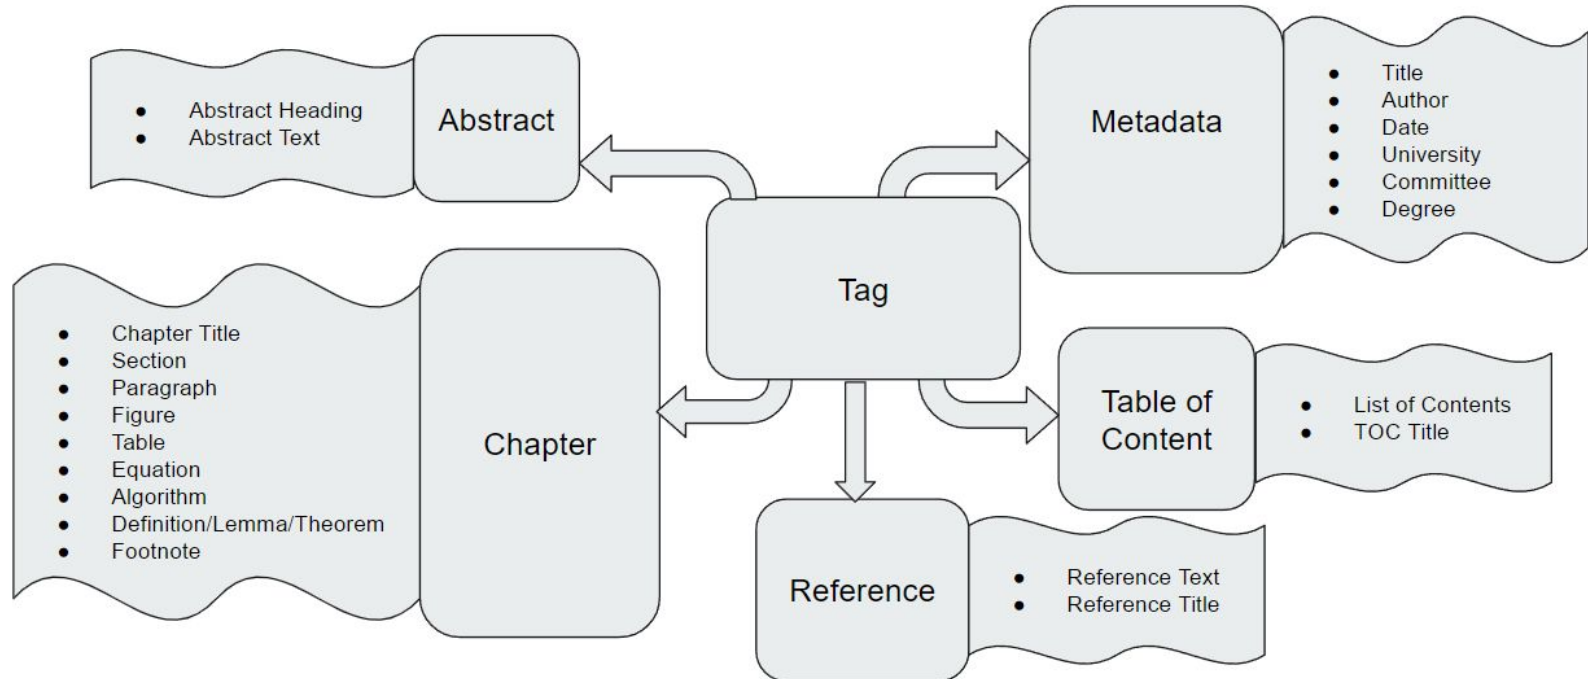 ● Abstract Heading
● Abstract Text
Abstract
Metadata
● Title
● Author
● Date
● University
● Committee
● Degree
Tag
● Chapter Title
● Section
● Paragraph
● Figure
● Table
● Equation
● Algorithm
● Definition/Lemma/Theorem
● Footnote
Chapter
Table of
Content
● List of Contents
● TOC Title
Reference
● Reference Text
● Reference Title